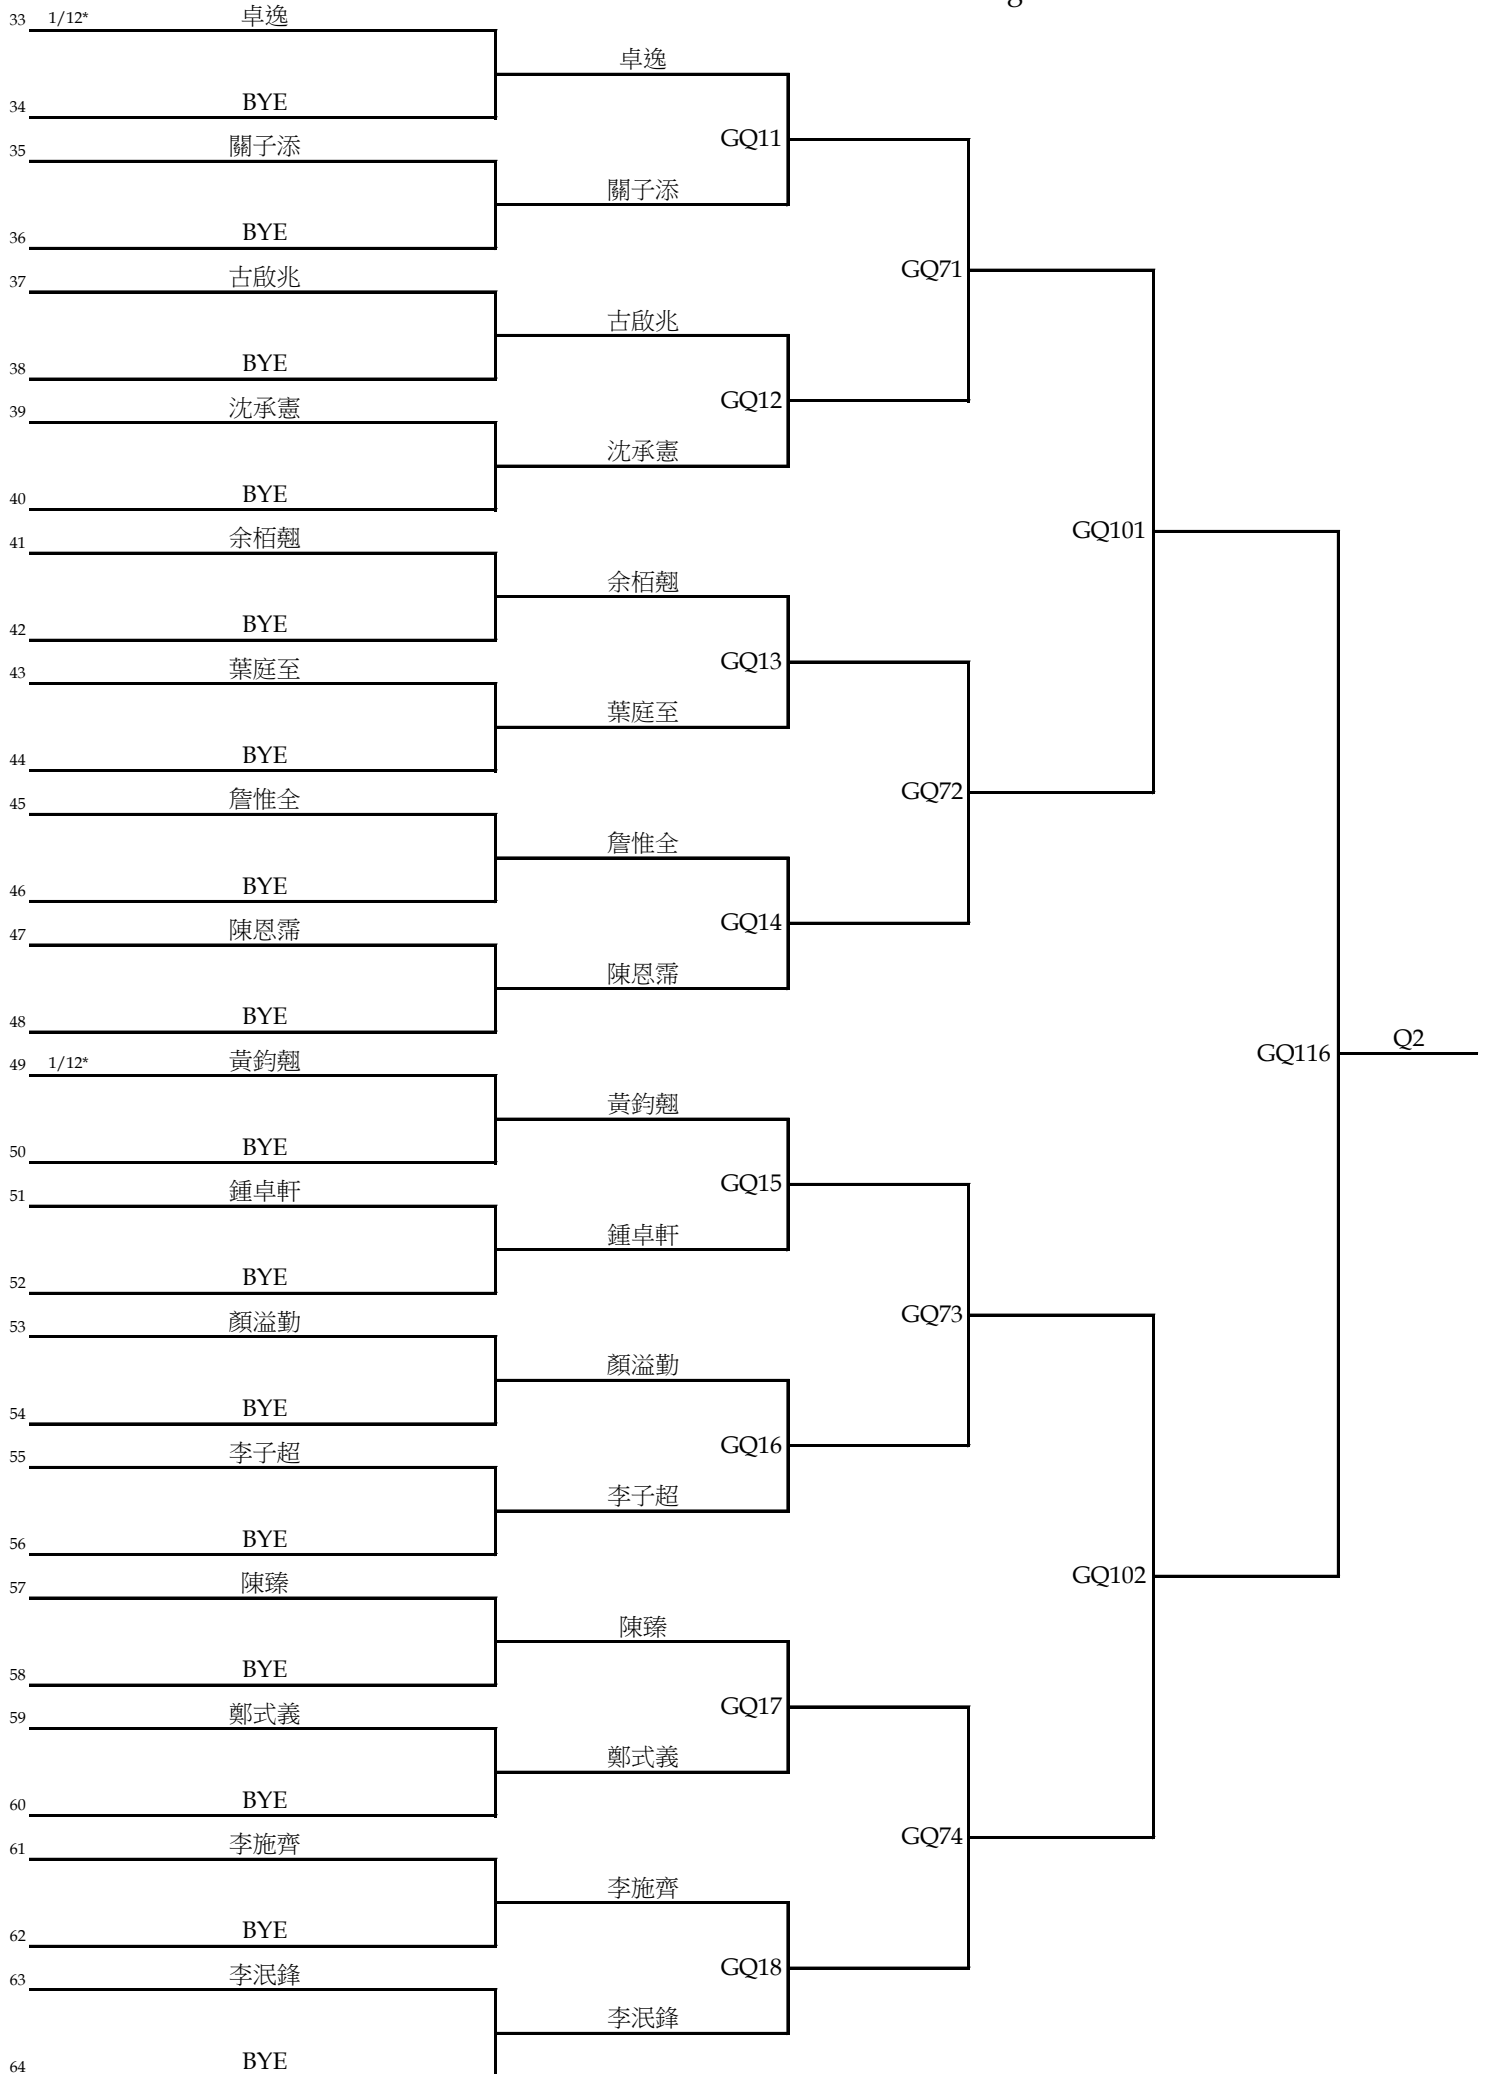 g
33 1/12* 卓逸
卓逸
34 BYE
GQ11
35 關子添
關子添
36 BYE
GQ71
37 古啟兆
古啟兆
38 BYE
GQ12
39 沈承憲
沈承憲
40 BYE
GQ101
41 余栢翹
余栢翹
42 BYE
GQ13
43 葉庭至
葉庭至
44 BYE
GQ72
45 詹惟全
詹惟全
46 BYE
GQ14
47 陳恩霈
陳恩霈
48 BYE
GQ116 Q2
49 1/12* 黃鈞翹
黃鈞翹
50 BYE
GQ15
51 鍾卓軒
鍾卓軒
52 BYE
GQ73
53 顏溢勤
顏溢勤
54 BYE
GQ16
55 李子超
李子超
56 BYE
GQ102
57 陳臻
陳臻
58 BYE
GQ17
59 鄭式義
鄭式義
60 BYE
GQ74
61 李施齊
李施齊
62 BYE
GQ18
63 李泯鋒
李泯鋒
64 BYE